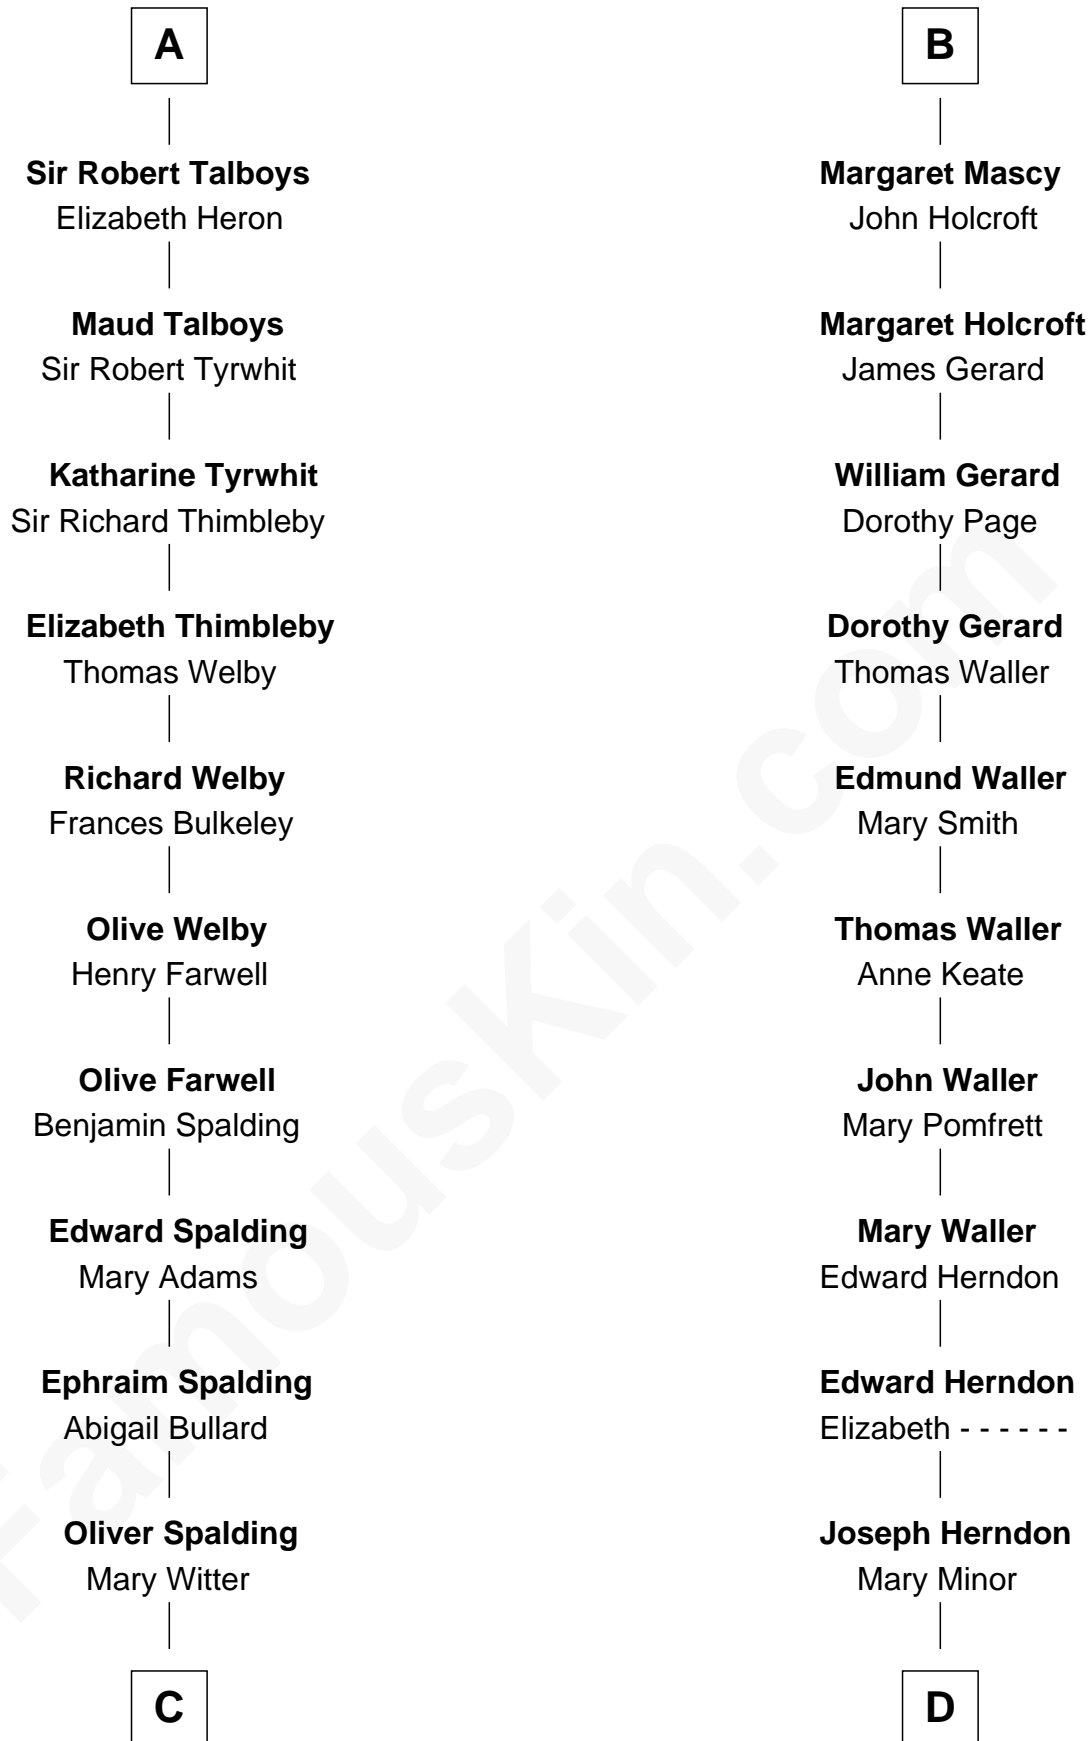 A
Sir Robert Talboys
Elizabeth Heron
Maud Talboys
Sir Robert Tyrwhit
Katharine Tyrwhit
Sir Richard Thimbleby
Elizabeth Thimbleby
Thomas Welby
Richard Welby
Frances Bulkeley
Olive Welby
Henry Farwell
Olive Farwell
Benjamin Spalding
Edward Spalding
Mary Adams
Ephraim Spalding
Abigail Bullard
Oliver Spalding
Mary Witter
C
B
Margaret Mascy
John Holcroft
Margaret Holcroft
James Gerard
William Gerard
Dorothy Page
Dorothy Gerard
Thomas Waller
Edmund Waller
Mary Smith
Thomas Waller
Anne Keate
John Waller
Mary Pomfrett
Mary Waller
Edward Herndon
Edward Herndon
Elizabeth - - - - - -
Joseph Herndon
Mary Minor
D
FamousKin.com